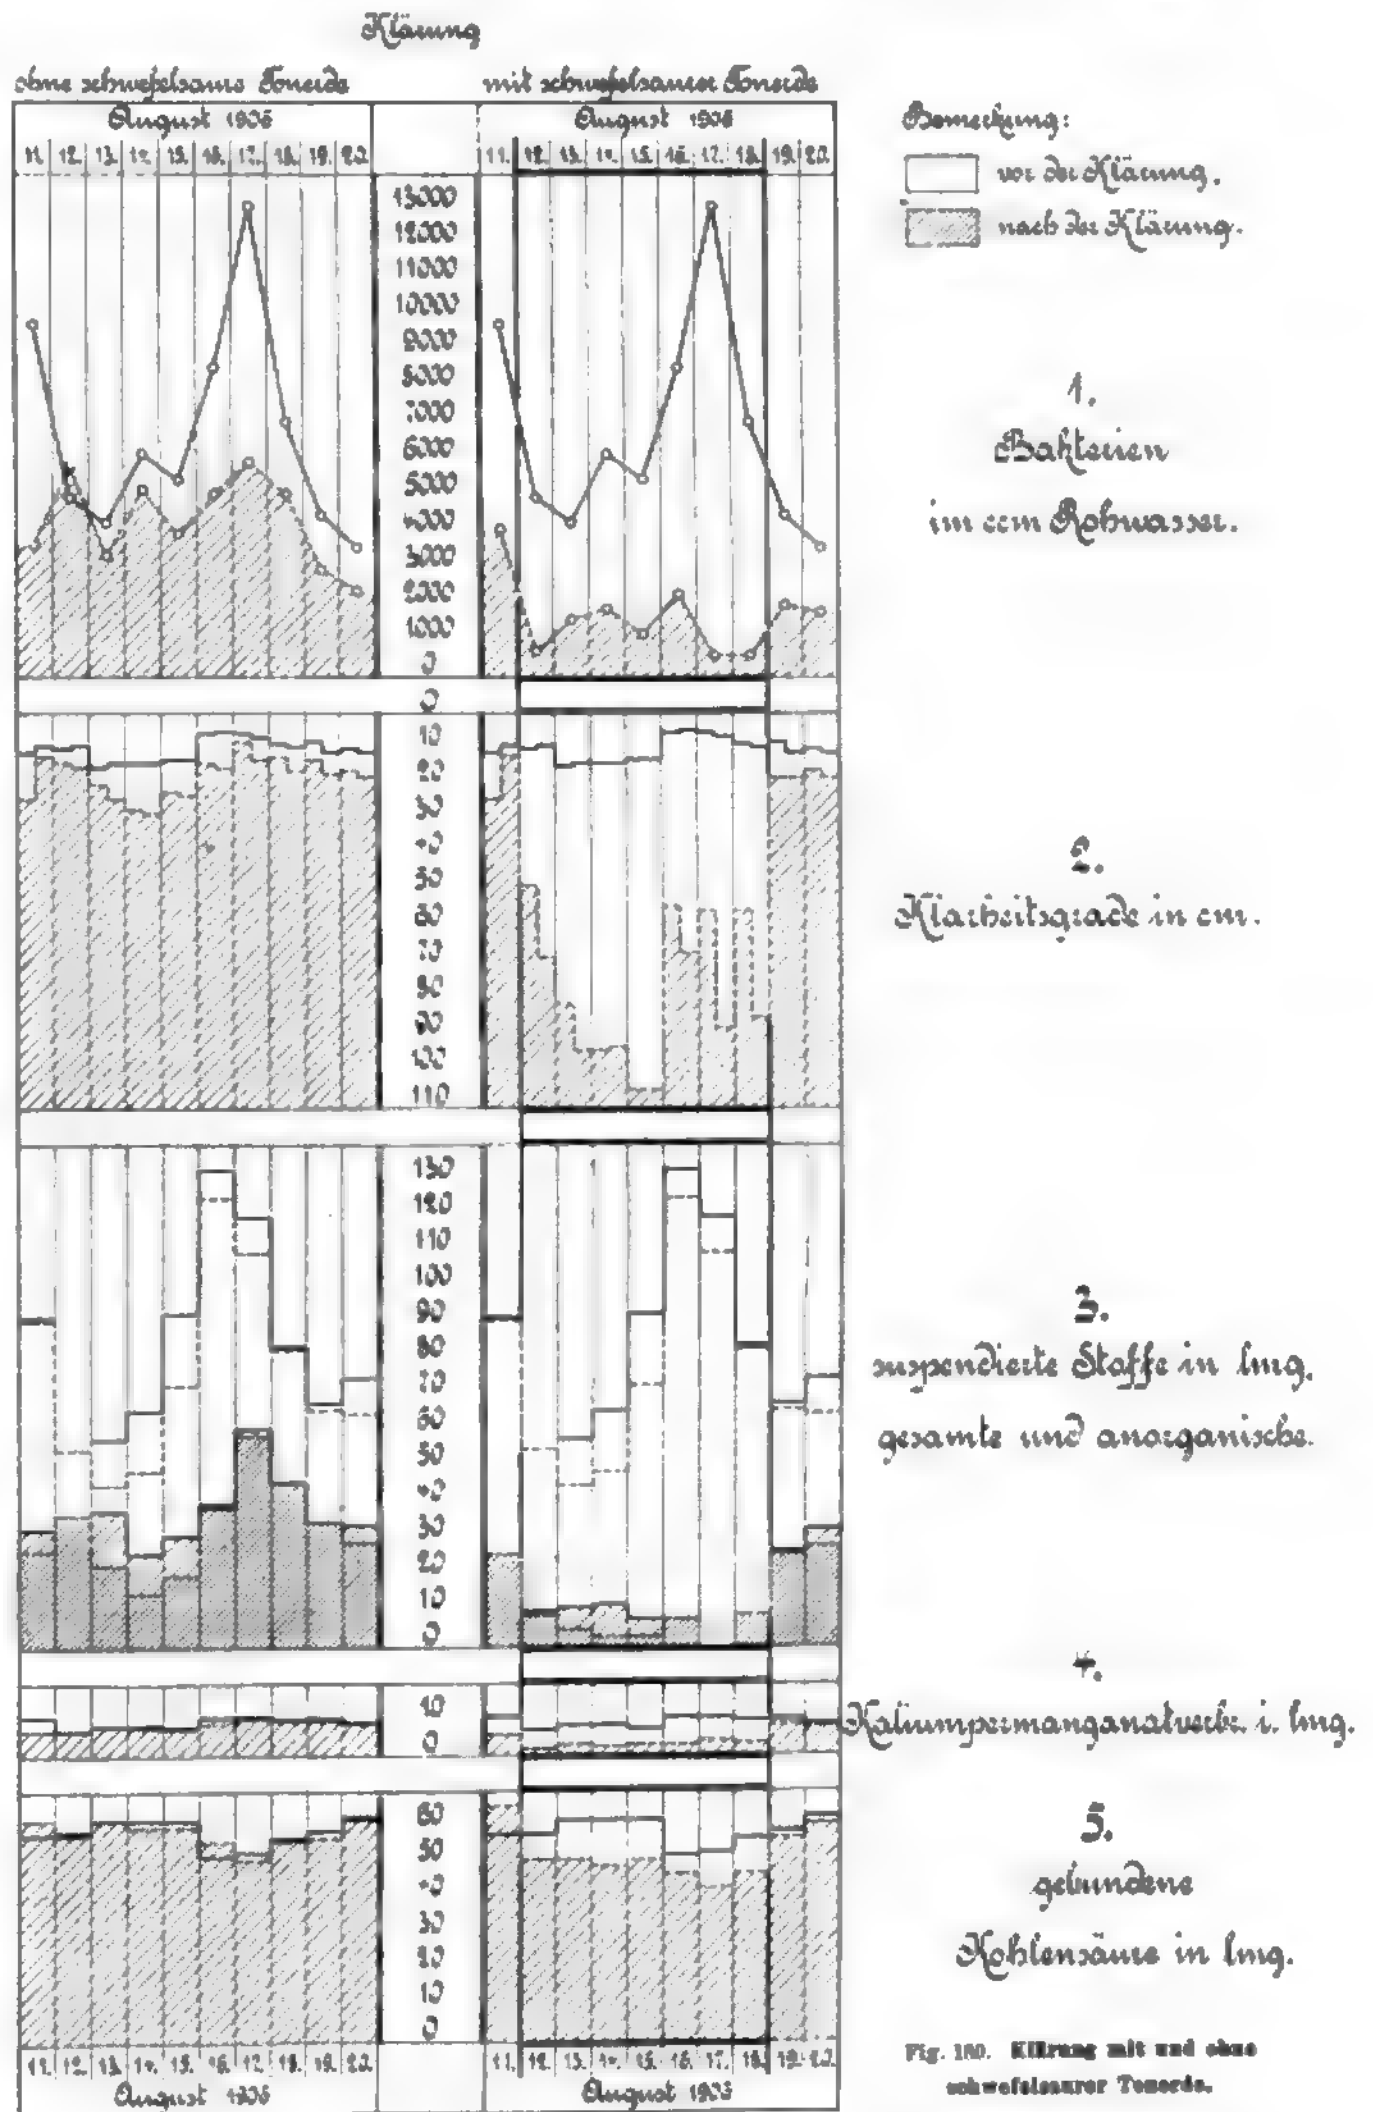 Klärung
ohne schwefelsaure Tonerde
mit schwefelsaurer Tonerde
August 1906
August 1906
11. 12. 13. 14. 15. 16. 17. 18. 19. 20.
11. 12. 13. 14. 15. 16. 17. 18. 19. 20.
Bemerkung:
vor der Klärung.
nach der Klärung.
13000
12000
11000
10000
9000
8000
7000
6000
5000
4000
3000
2000
1000
0
1.
Bakterien
im ccm Rohwasser.
0
10
20
30
40
50
60
70
80
90
100
110
2.
Klarheitsgrade in cm.
130
120
110
100
90
80
70
60
50
40
30
20
10
0
3.
suspendierte Stoffe in lmg.
gesamte und anorganische.
10
0
4.
Kaliumpermanganatverbr. i. lmg.
60
50
40
30
20
10
0
5.
gebundene
Kohlensäure in lmg.
11. 12. 13. 14. 15. 16. 17. 18. 19. 20.
11. 12. 13. 14. 15. 16. 17. 18. 19. 20.
August 1906
August 1906
Fig. 180. Klärung mit und ohne
schwefelsaurer Tonerde.